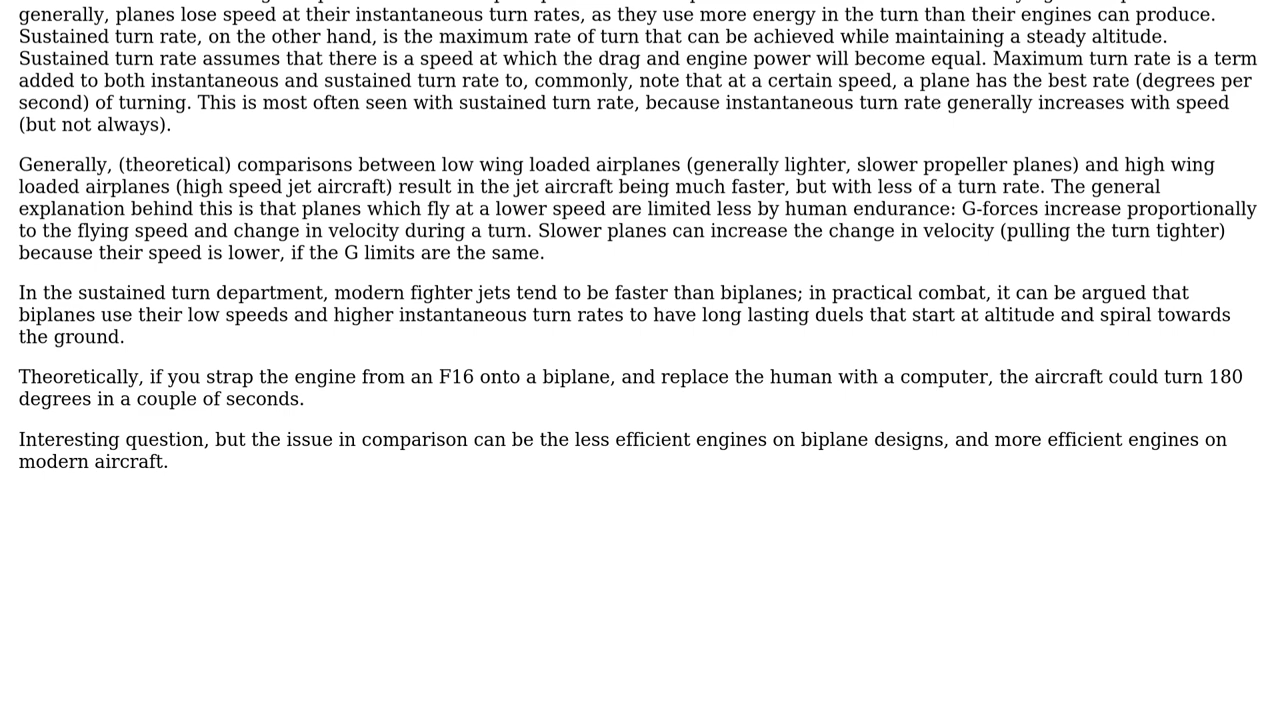 generally, planes lose speed at their instantaneous turn rates, as they use more energy in the turn than their engines can produce.
Sustained turn rate, on the other hand, is the maximum rate of turn that can be achieved while maintaining a steady altitude.
Sustained turn rate assumes that there is a speed at which the drag and engine power will become equal. Maximum turn rate is a term
added to both instantaneous and sustained turn rate to, commonly, note that at a certain speed, a plane has the best rate (degrees per
second) of turning. This is most often seen with sustained turn rate, because instantaneous turn rate generally increases with speed
(but not always).
Generally, (theoretical) comparisons between low wing loaded airplanes (generally lighter, slower propeller planes) and high wing
loaded airplanes (high speed jet aircraft) result in the jet aircraft being much faster, but with less of a turn rate. The general
explanation behind this is that planes which fly at a lower speed are limited less by human endurance: G-forces increase proportionally
to the flying speed and change in velocity during a turn. Slower planes can increase the change in velocity (pulling the turn tighter)
because their speed is lower, if the G limits are the same.
In the sustained turn department, modern fighter jets tend to be faster than biplanes; in practical combat, it can be argued that
biplanes use their low speeds and higher instantaneous turn rates to have long lasting duels that start at altitude and spiral towards
the ground.
Theoretically, if you strap the engine from an F16 onto a biplane, and replace the human with a computer, the aircraft could turn 180
degrees in a couple of seconds.
Interesting question, but the issue in comparison can be the less efficient engines on biplane designs, and more efficient engines on
modern aircraft.